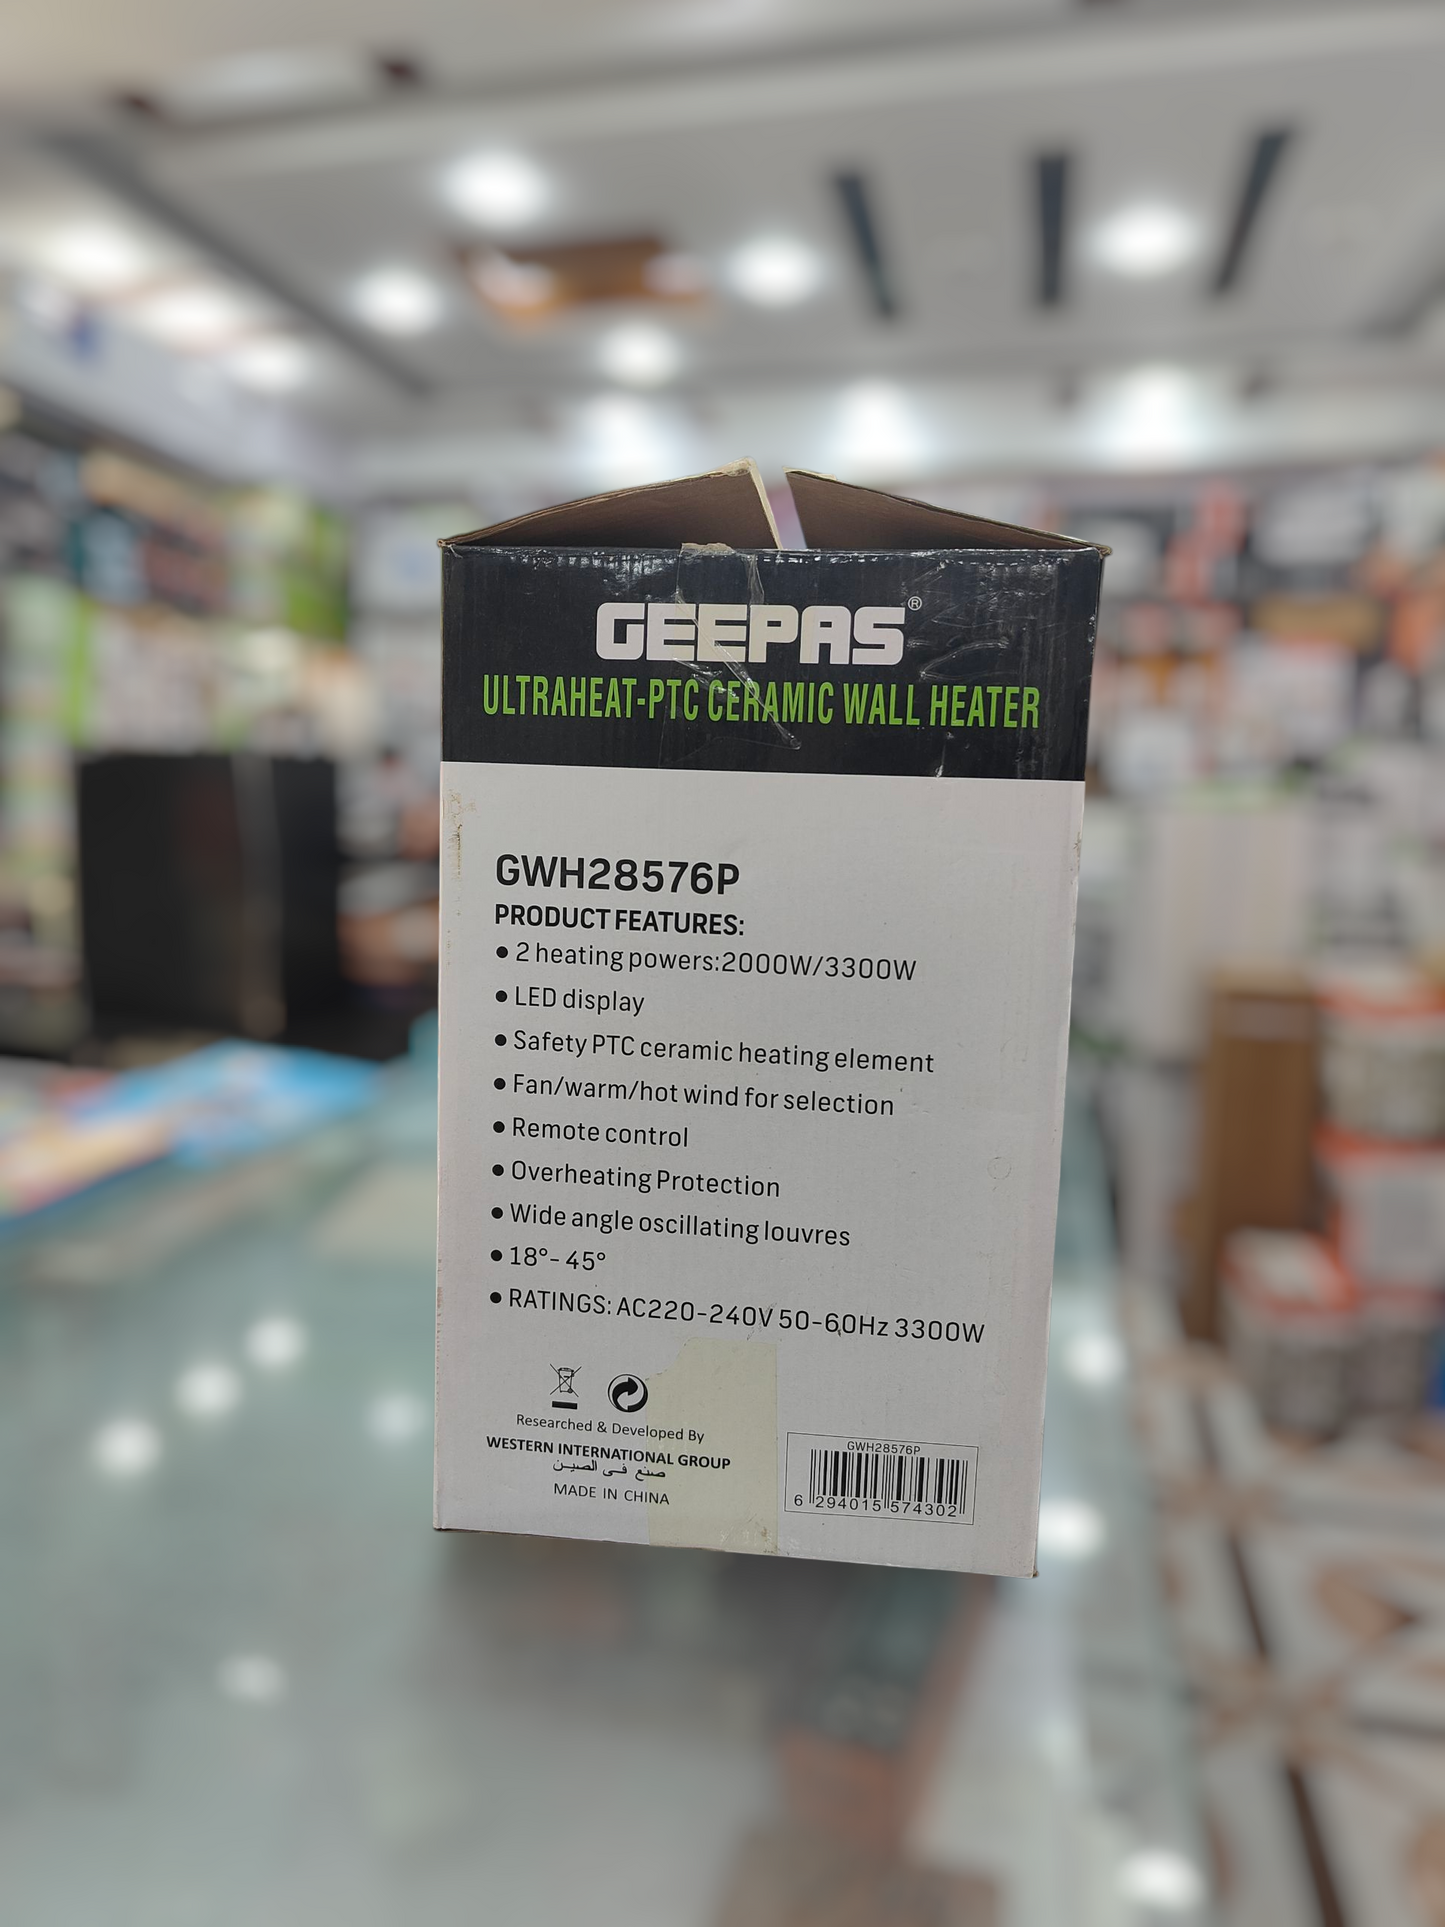 GEEPAS®
ULTRAHEAT-PTC CERAMIC WALL HEATER
GWH28576P
PRODUCT FEATURES:
● 2 heating powers:2000W/3300W
● LED display
● Safety PTC ceramic heating element
● Fan/warm/hot wind for selection
● Remote control
● Overheating Protection
● Wide angle oscillating louvres
● 18°- 45°
● RATINGS: AC220-240V 50-60Hz 3300W
Researched & Developed By
WESTERN INTERNATIONAL GROUP
صنع في الصين
MADE IN CHINA
GWH28576P
6 294015 574302